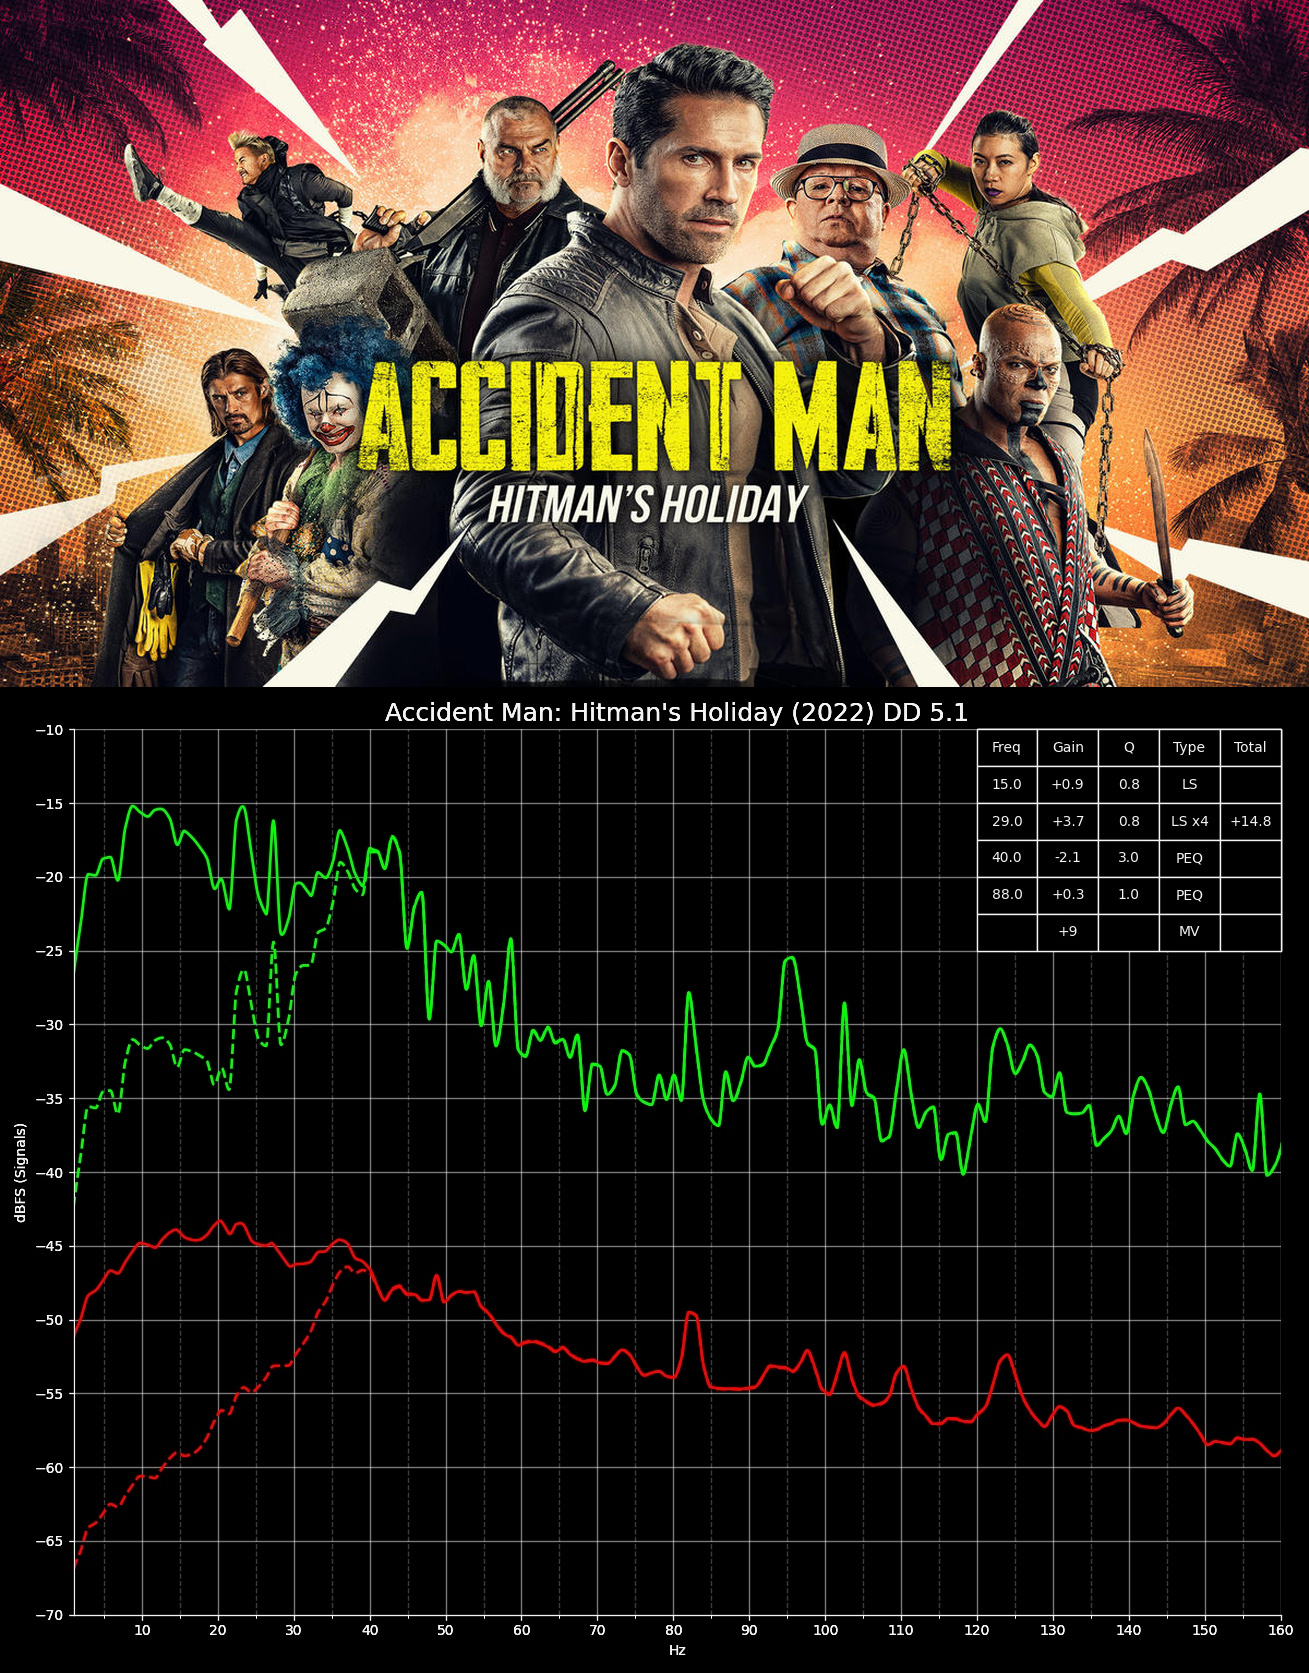 ACCIDENT MAN
HITMAN'S HOLIDAY
Accident Man: Hitman's Holiday (2022) DD 5.1
Freq Gain Q Type Total
15.0 +0.9 0.8 LS
29.0 +3.7 0.8 LS x4 +14.8
40.0 -2.1 3.0 PEQ
88.0 +0.3 1.0 PEQ
+9 MV
−10
−15
−20
−25
−30
−35
−40
−45
−50
−55
−60
−65
−70
dBFS (Signals)
10 20 30 40 50 60 70 80 90 100 110 120 130 140 150 160
Hz